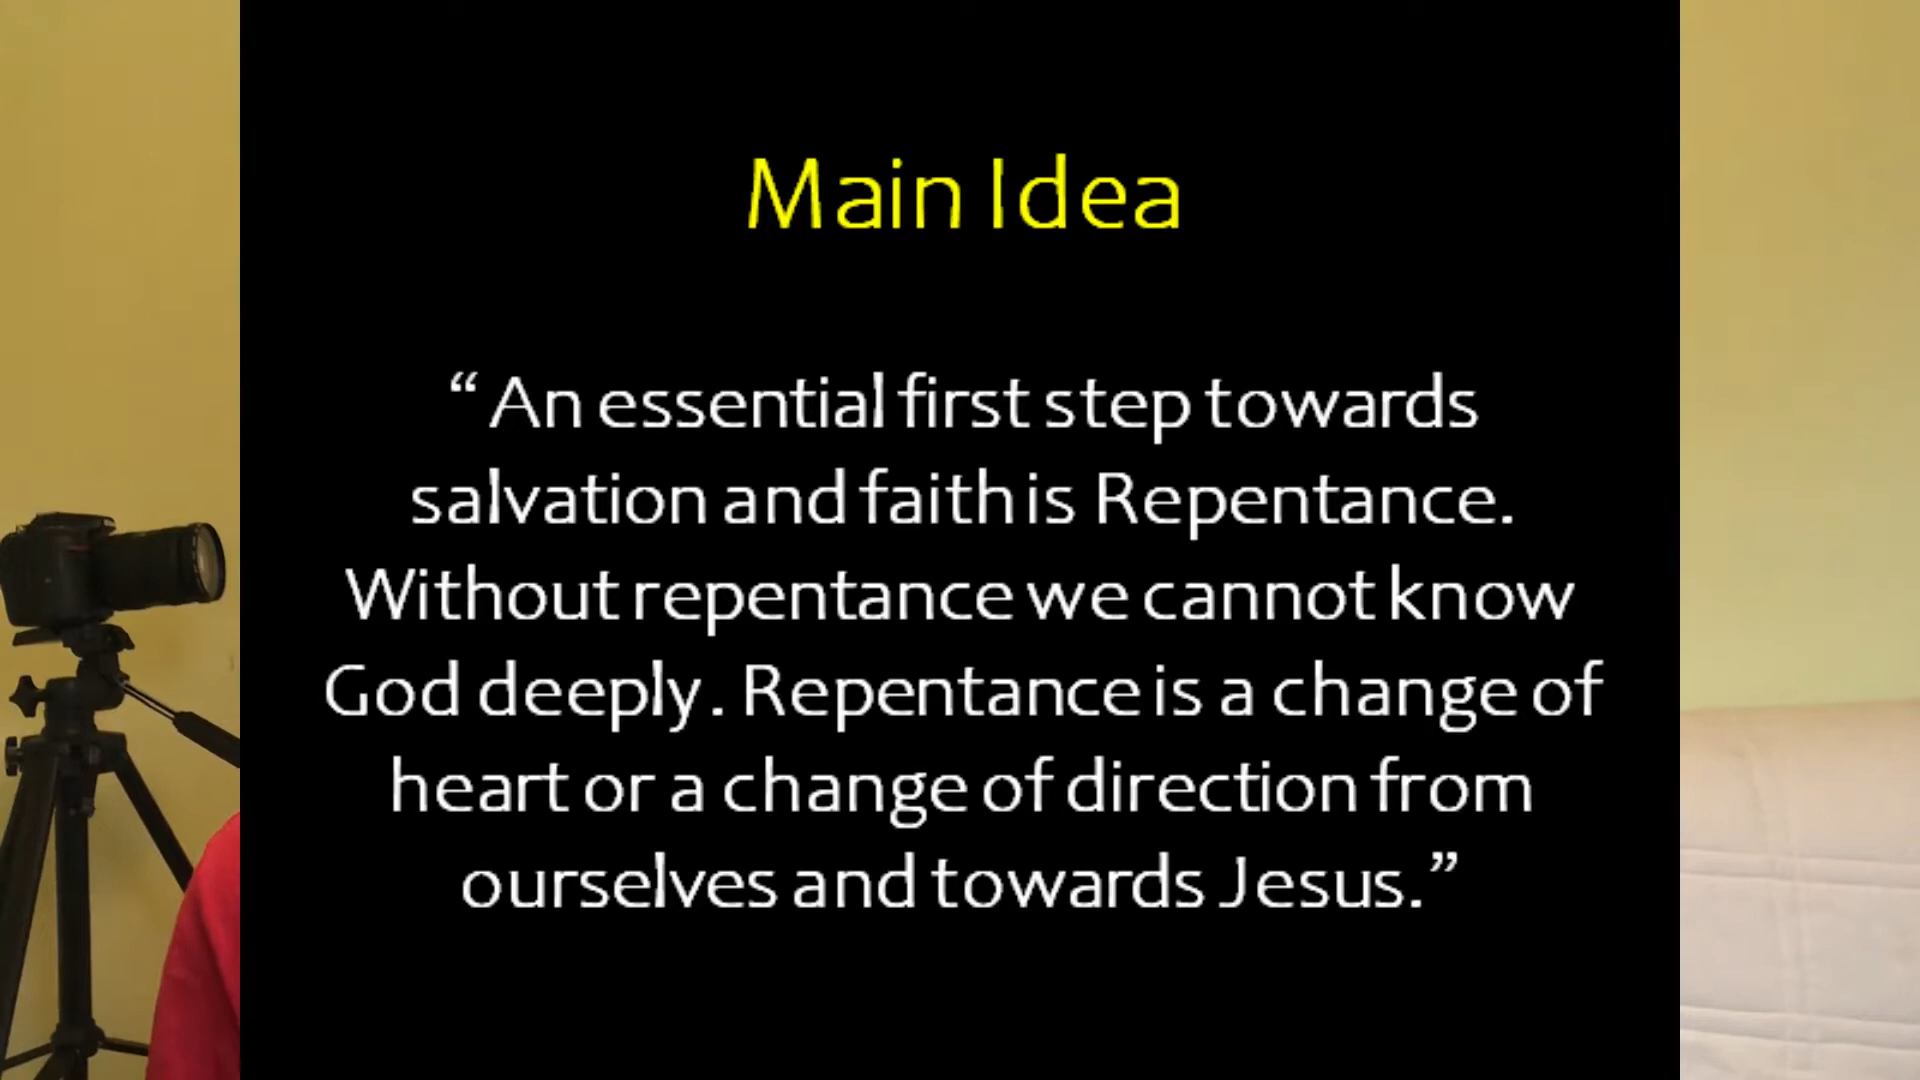 Main Idea
“ An essential first step towards
salvation and faith is Repentance.
Without repentance we cannot know
God deeply. Repentance is a change of
heart or a change of direction from
ourselves and towards Jesus.”